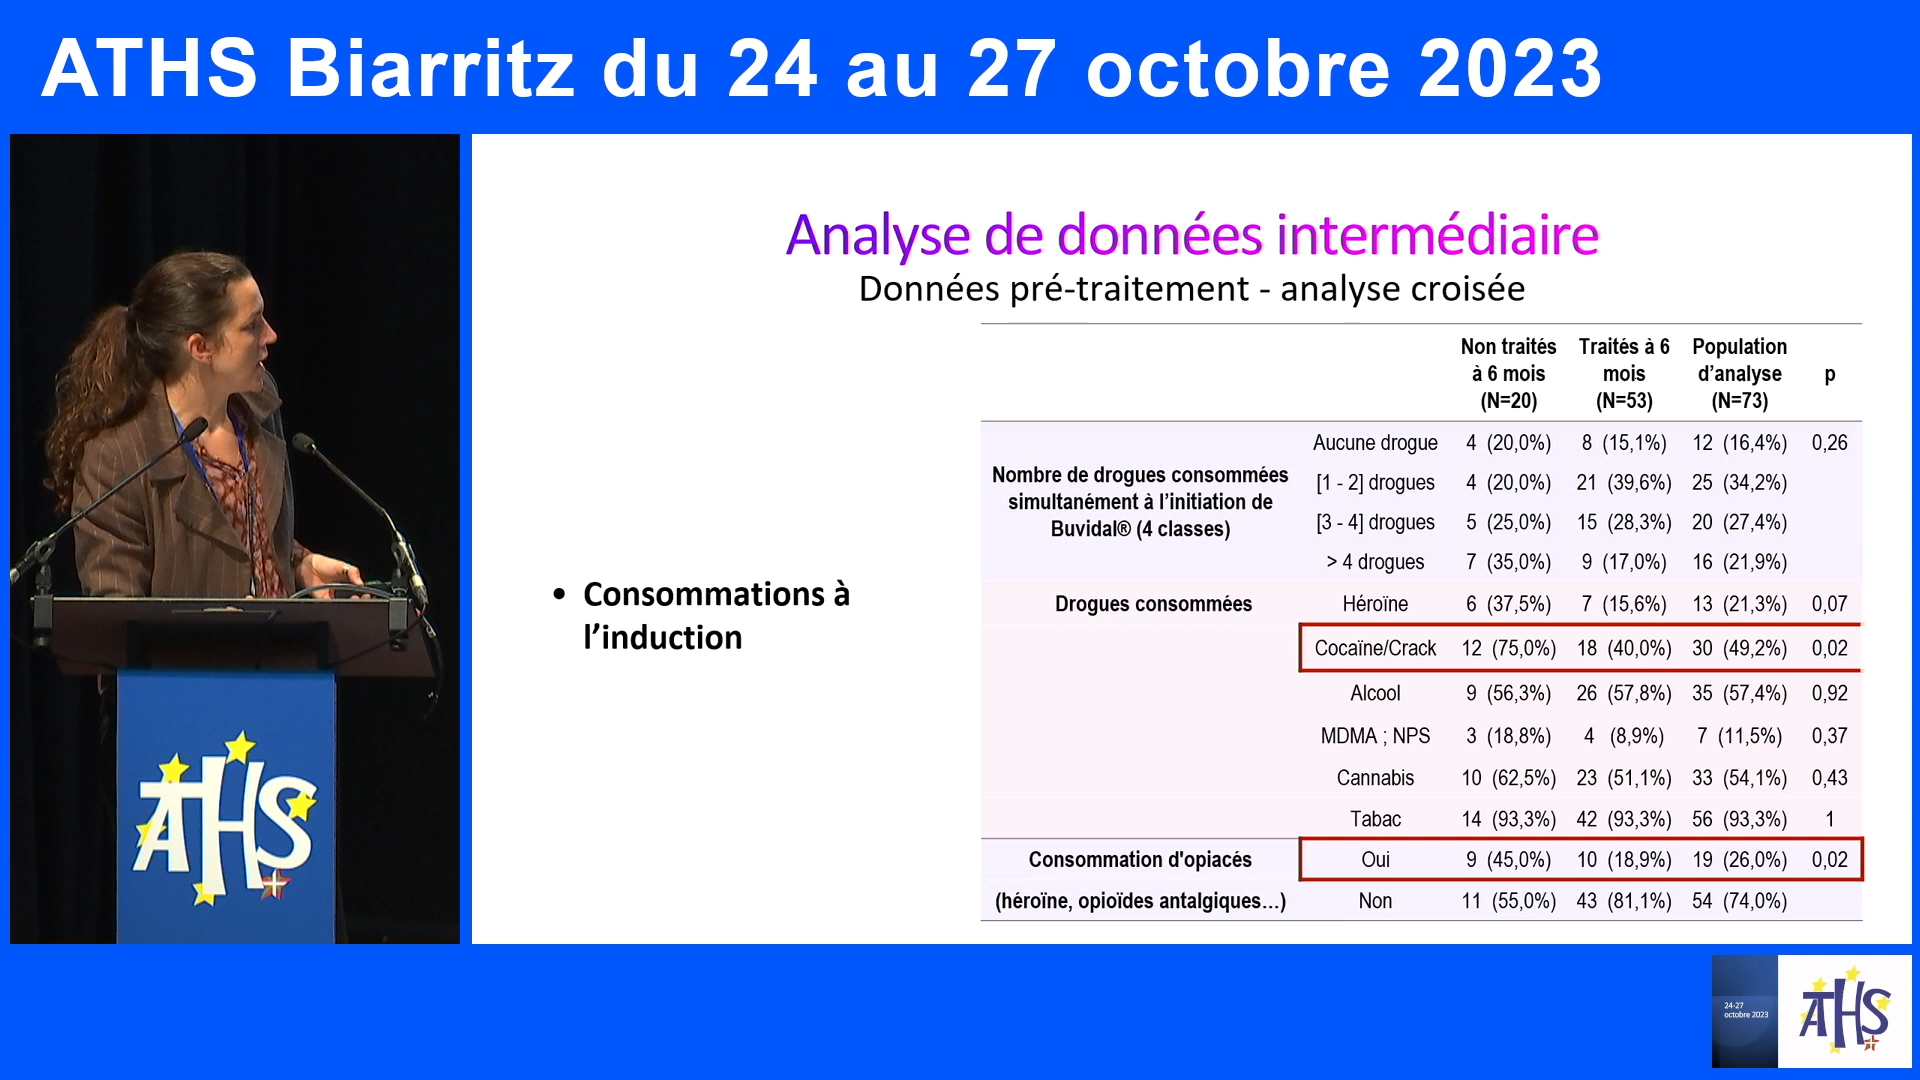 ATHS Biarritz du 24 au 27 octobre 2023
Analyse de données intermédiaire
Données pré-traitement - analyse croisée
• Consommations à
l’induction
Non traités à 6 mois (N=20) Traités à 6 mois (N=53) Population d’analyse (N=73) p
Nombre de drogues consommées
simultanément à l’initiation de
Buvidal® (4 classes)
Aucune drogue 4 (20,0%) 8 (15,1%) 12 (16,4%) 0,26
[1 - 2] drogues 4 (20,0%) 21 (39,6%) 25 (34,2%)
[3 - 4] drogues 5 (25,0%) 15 (28,3%) 20 (27,4%)
> 4 drogues 7 (35,0%) 9 (17,0%) 16 (21,9%)
Drogues consommées Héroïne 6 (37,5%) 7 (15,6%) 13 (21,3%) 0,07
Cocaïne/Crack 12 (75,0%) 18 (40,0%) 30 (49,2%) 0,02
Alcool 9 (56,3%) 26 (57,8%) 35 (57,4%) 0,92
MDMA ; NPS 3 (18,8%) 4 (8,9%) 7 (11,5%) 0,37
Cannabis 10 (62,5%) 23 (51,1%) 33 (54,1%) 0,43
Tabac 14 (93,3%) 42 (93,3%) 56 (93,3%) 1
Consommation d'opiacés Oui 9 (45,0%) 10 (18,9%) 19 (26,0%) 0,02
(héroïne, opioïdes antalgiques…) Non 11 (55,0%) 43 (81,1%) 54 (74,0%)
ATHS
24-27
octobre 2023
ATHS